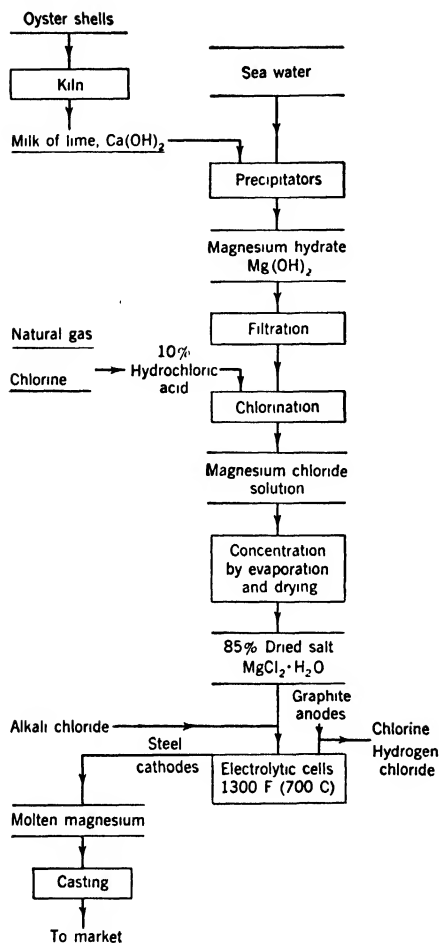 Oyster shells
Kiln
Sea water
Milk of lime, Ca(OH)2
Precipitators
Magnesium hydrate
Mg(OH)2
Filtration
Natural gas
Chlorine
10%
Hydrochloric
acid
Chlorination
Magnesium chloride
solution
Concentration
by evaporation
and drying
85% Dried salt
MgCl2·H2O
Graphite
anodes
Alkali chloride
Chlorine
Hydrogen
chloride
Steel
cathodes
Electrolytic cells
1300 F (700 C)
Molten magnesium
Casting
To market